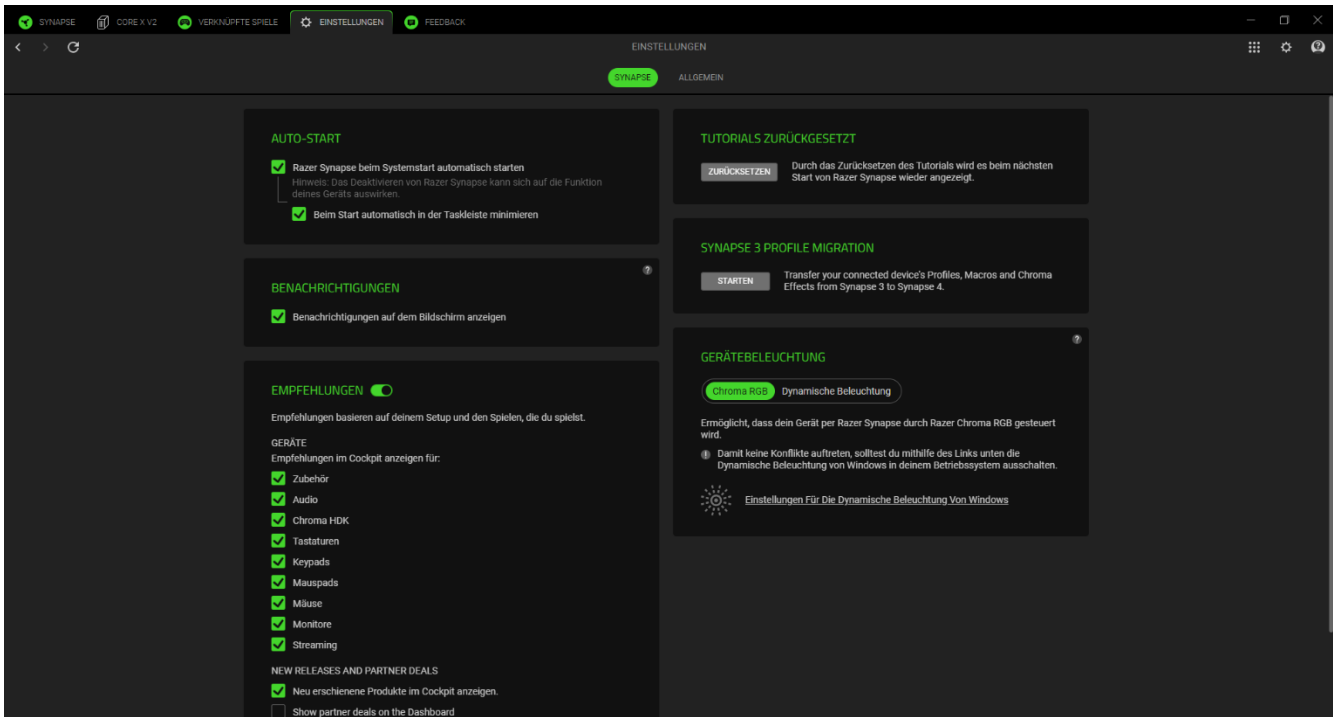 SYNAPSE
CORE X V2
VERKNÜPFTE SPIELE
EINSTELLUNGEN
FEEDBACK
EINSTELLUNGEN
SYNAPSE
ALLGEMEIN
AUTO-START
Razer Synapse beim Systemstart automatisch starten
Hinweis: Das Deaktivieren von Razer Synapse kann sich auf die Funktion
deines Geräts auswirken.
Beim Start automatisch in der Taskleiste minimieren
BENACHRICHTIGUNGEN
?
Benachrichtigungen auf dem Bildschirm anzeigen
EMPFEHLUNGEN
Empfehlungen basieren auf deinem Setup und den Spielen, die du spielst.
GERÄTE
Empfehlungen im Cockpit anzeigen für:
Zubehör
Audio
Chroma HDK
Tastaturen
Keypads
Mauspads
Mäuse
Monitore
Streaming
NEW RELEASES AND PARTNER DEALS
Neu erschienene Produkte im Cockpit anzeigen.
Show partner deals on the Dashboard
TUTORIALS ZURÜCKGESETZT
ZURÜCKSETZEN
Durch das Zurücksetzen des Tutorials wird es beim nächsten
Start von Razer Synapse wieder angezeigt.
SYNAPSE 3 PROFILE MIGRATION
STARTEN
Transfer your connected device's Profiles, Macros and Chroma
Effects from Synapse 3 to Synapse 4.
?
GERÄTEBELEUCHTUNG
Chroma RGB
Dynamische Beleuchtung
Ermöglicht, dass dein Gerät per Razer Synapse durch Razer Chroma RGB gesteuert
wird.
Damit keine Konflikte auftreten, solltest du mithilfe des Links unten die
Dynamische Beleuchtung von Windows in deinem Betriebssystem ausschalten.
Einstellungen Für Die Dynamische Beleuchtung Von Windows